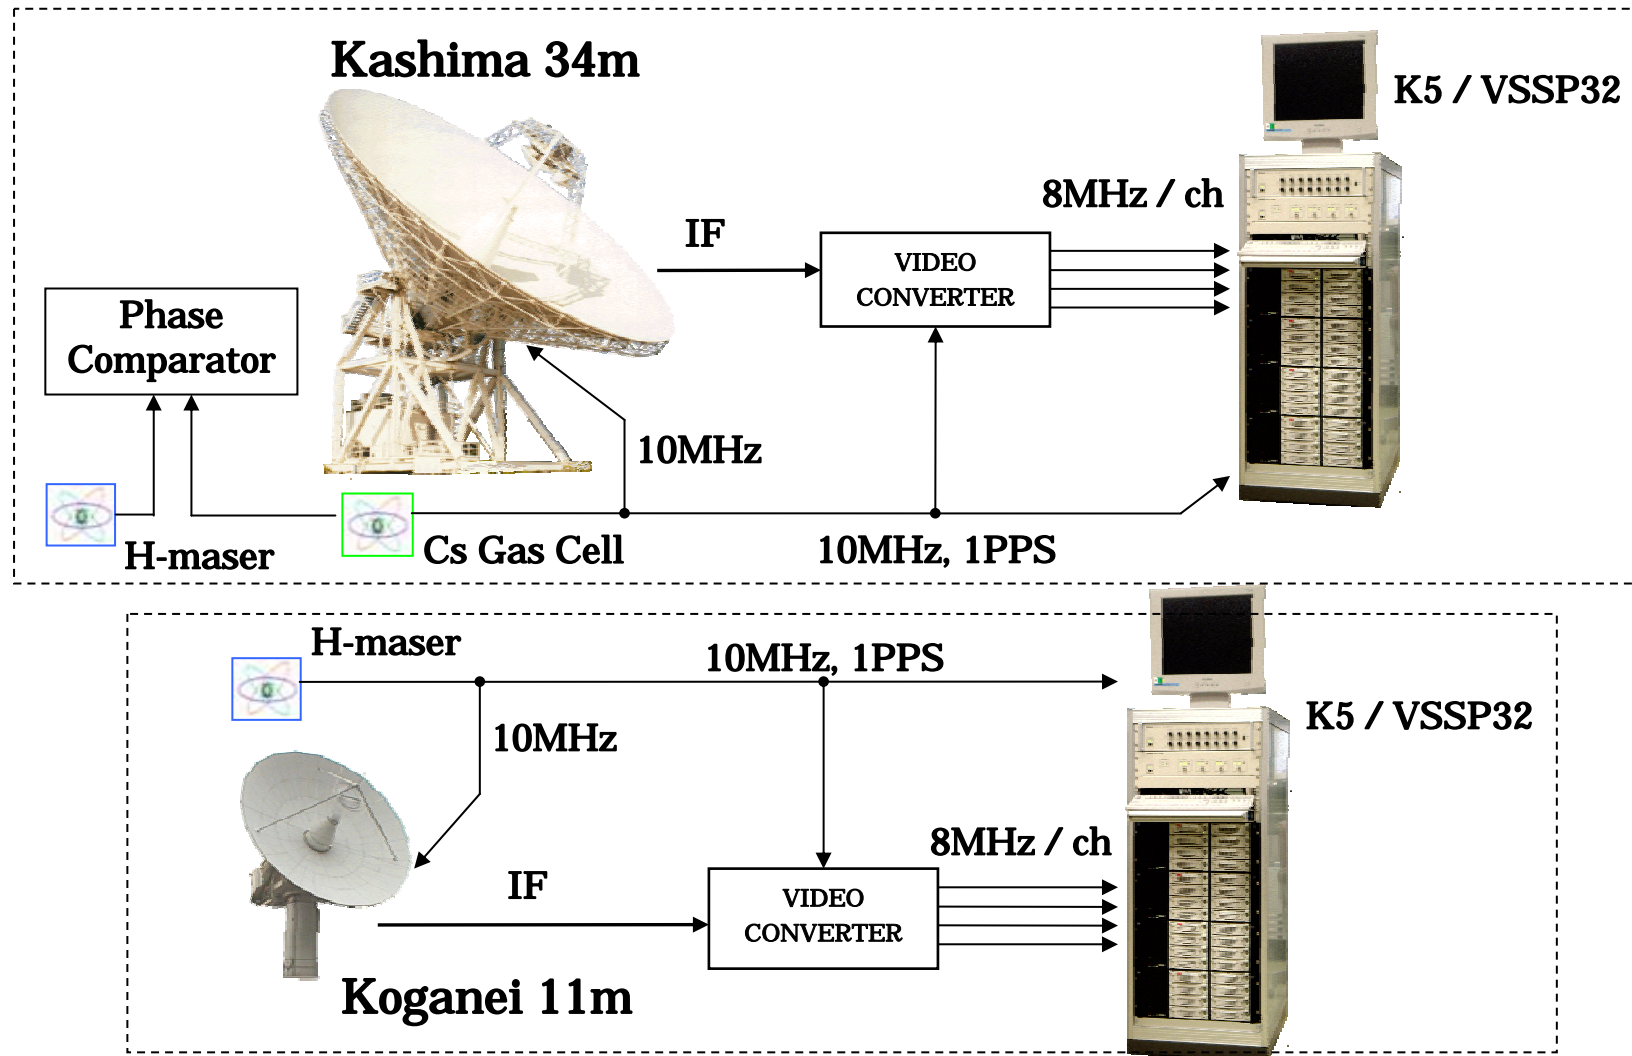 Kashima 34m
K5 / VSSP32
8MHz / ch
IF
VIDEO
CONVERTER
Phase
Comparator
10MHz
H-maser
Cs Gas Cell
10MHz, 1PPS
H-maser
10MHz, 1PPS
K5 / VSSP32
10MHz
8MHz / ch
IF
VIDEO
CONVERTER
Koganei 11m